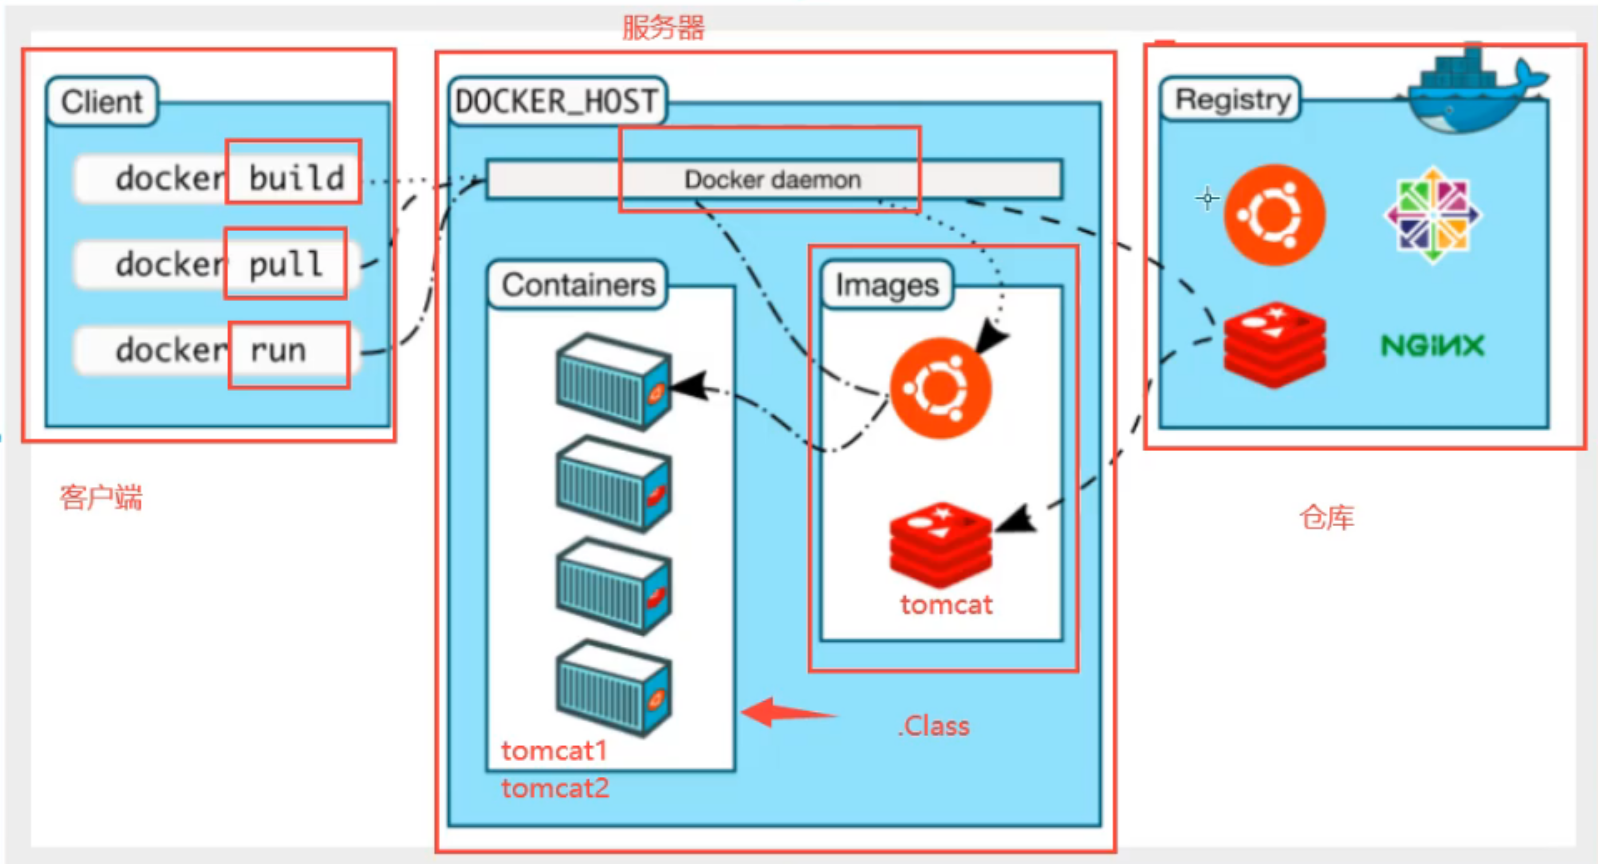 服务器
Client
DOCKER_HOST
Registry
docker build
Docker daemon
docker pull
Containers
Images
docker run
NGiNX
客户端
仓库
tomcat
.Class
tomcat1
tomcat2